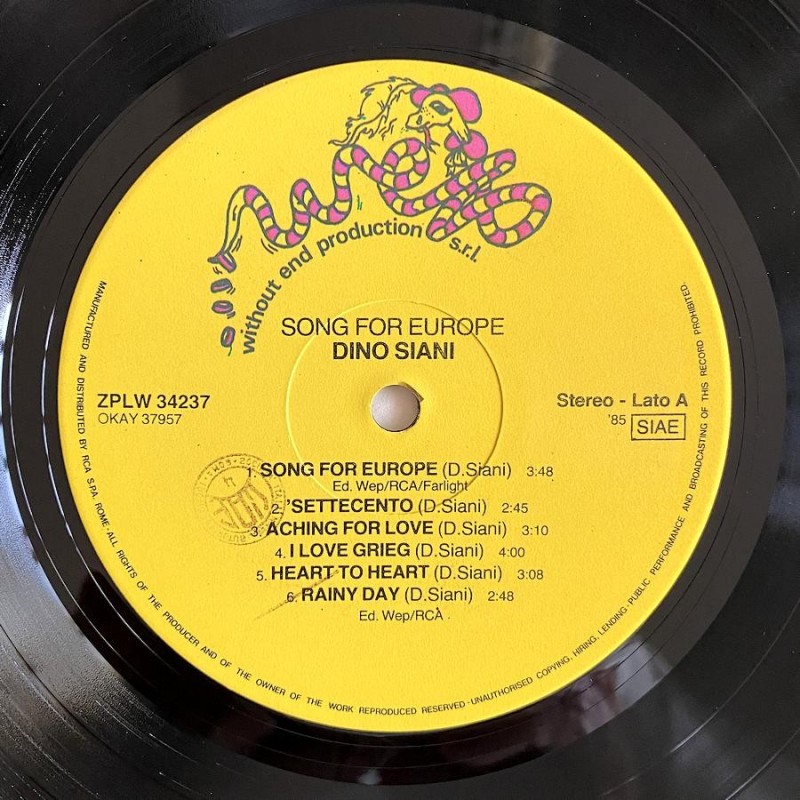 wep
without end production s.r.l.
SONG FOR EUROPE
DINO SIANI
ZPLW 34237
OKAY 37957
Stereo - Lato A
'85 SIAE
1. SONG FOR EUROPE (D.Siani) 3:48
Ed. Wep/RCA/Farlight
2. 'SETTECENTO (D.Siani) 2:45
3. ACHING FOR LOVE (D.Siani) 3:10
4. I LOVE GRIEG (D.Siani) 4:00
5. HEART TO HEART (D.Siani) 3:08
6. RAINY DAY (D.Siani) 2:48
Ed. Wep/RCA
MANUFACTURED AND DISTRIBUTED BY RCA S.P.A. ROME-ALL RIGHTS OF THE PRODUCER AND OF THE OWNER OF THE WORK REPRODUCED RESERVED-UNAUTHORISED COPYING, HIRING, LENDING-PUBLIC PERFORMANCE AND BROADCASTING OF THIS RECORD PROHIBITED.